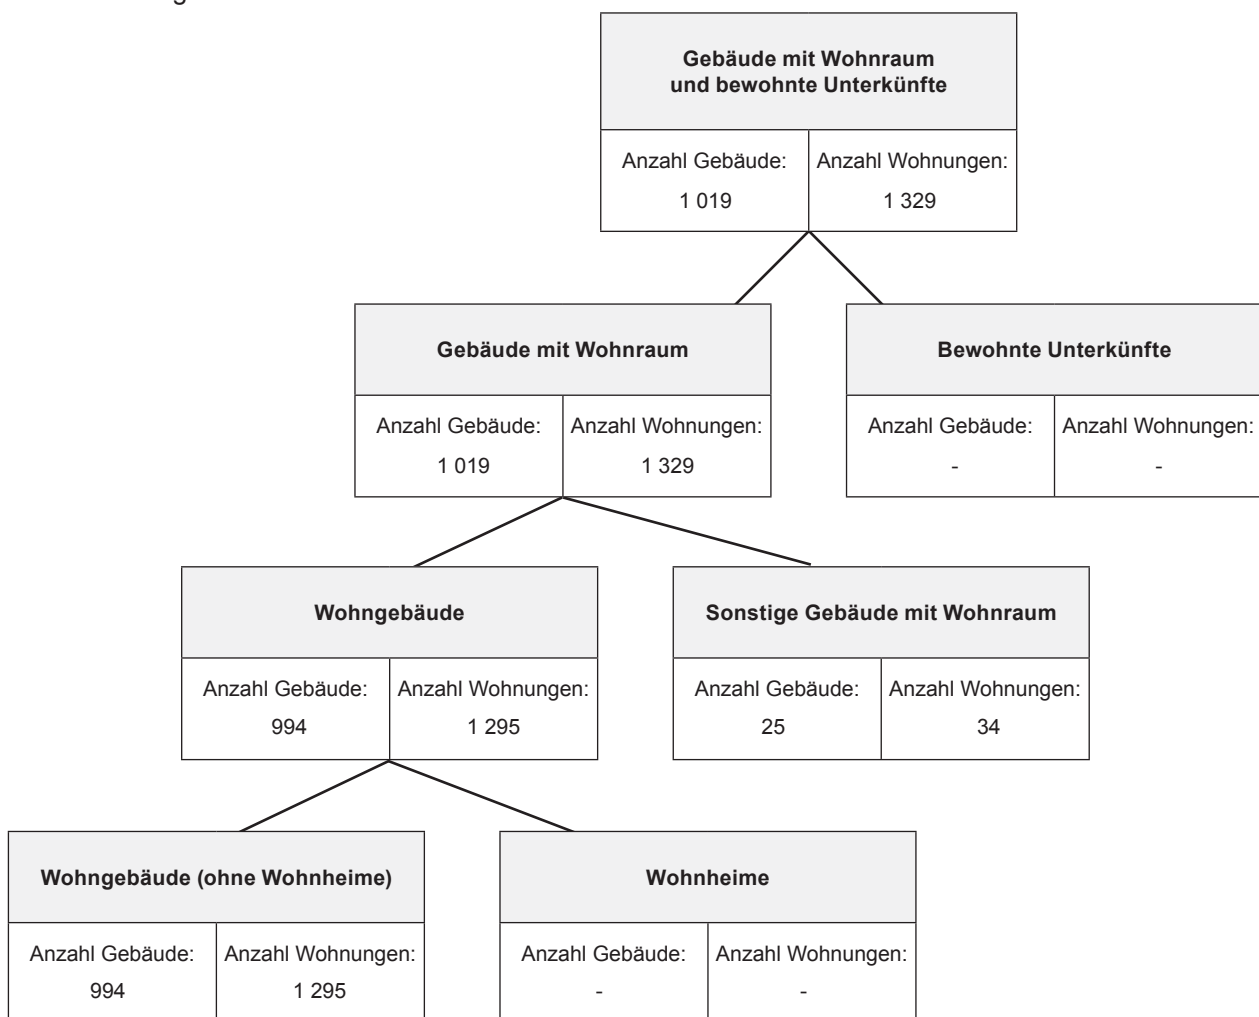 Gebäude mit Wohnraum
und bewohnte Unterkünfte
Anzahl Gebäude: Anzahl Wohnungen:
1 019 1 329
Gebäude mit Wohnraum Bewohnte Unterkünfte
Anzahl Gebäude: Anzahl Wohnungen: Anzahl Gebäude: Anzahl Wohnungen:
1 019 1 329 - -
Wohngebäude Sonstige Gebäude mit Wohnraum
Anzahl Gebäude: Anzahl Wohnungen: Anzahl Gebäude: Anzahl Wohnungen:
994 1 295 25 34
Wohngebäude (ohne Wohnheime) Wohnheime
Anzahl Gebäude: Anzahl Wohnungen: Anzahl Gebäude: Anzahl Wohnungen:
994 1 295 - -